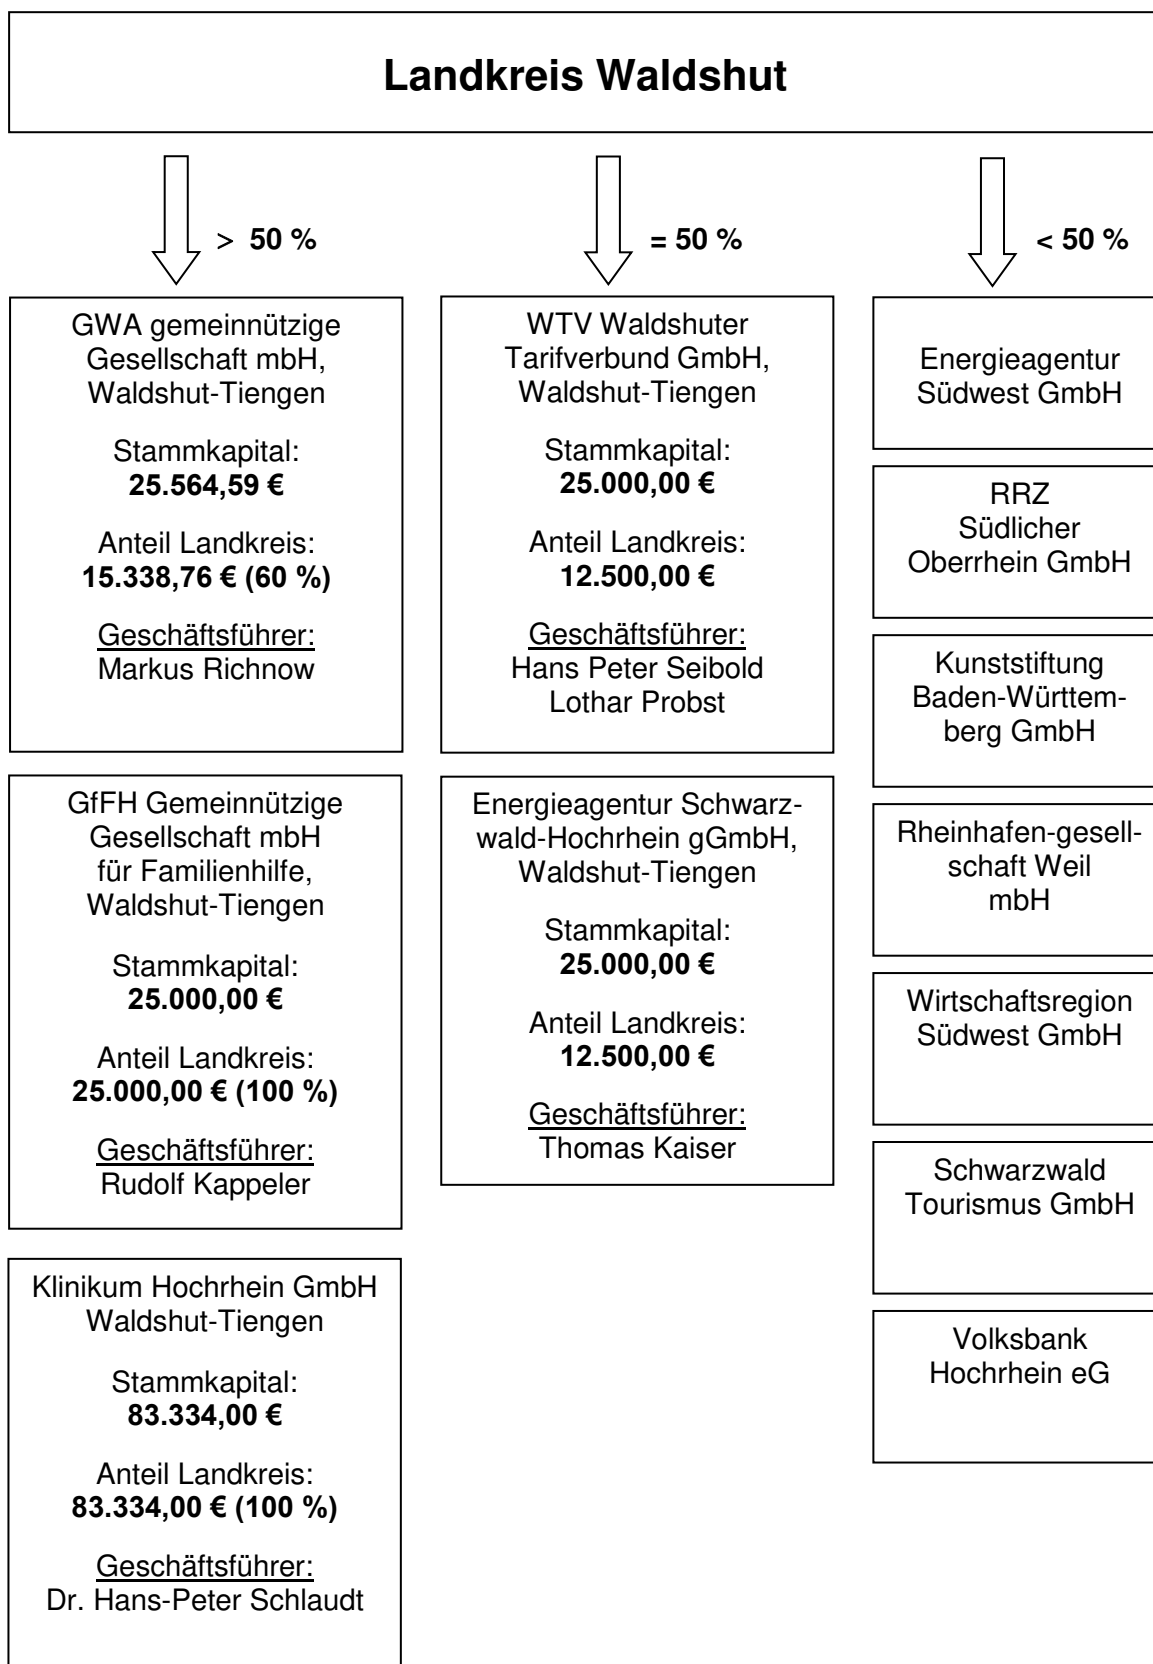 Landkreis Waldshut
> 50 %
= 50 %
< 50 %
GWA gemeinnützige
Gesellschaft mbH,
Waldshut-Tiengen
Stammkapital:
25.564,59 €
Anteil Landkreis:
15.338,76 € (60 %)
Geschäftsführer:
Markus Richnow
GfFH Gemeinnützige
Gesellschaft mbH
für Familienhilfe,
Waldshut-Tiengen
Stammkapital:
25.000,00 €
Anteil Landkreis:
25.000,00 € (100 %)
Geschäftsführer:
Rudolf Kappeler
Klinikum Hochrhein GmbH
Waldshut-Tiengen
Stammkapital:
83.334,00 €
Anteil Landkreis:
83.334,00 € (100 %)
Geschäftsführer:
Dr. Hans-Peter Schlaudt
WTV Waldshuter
Tarifverbund GmbH,
Waldshut-Tiengen
Stammkapital:
25.000,00 €
Anteil Landkreis:
12.500,00 €
Geschäftsführer:
Hans Peter Seibold
Lothar Probst
Energieagentur Schwarz-
wald-Hochrhein gGmbH,
Waldshut-Tiengen
Stammkapital:
25.000,00 €
Anteil Landkreis:
12.500,00 €
Geschäftsführer:
Thomas Kaiser
Energieagentur
Südwest GmbH
RRZ
Südlicher
Oberrhein GmbH
Kunststiftung
Baden-Württem-
berg GmbH
Rheinhafen-gesell-
schaft Weil
mbH
Wirtschaftsregion
Südwest GmbH
Schwarzwald
Tourismus GmbH
Volksbank
Hochrhein eG